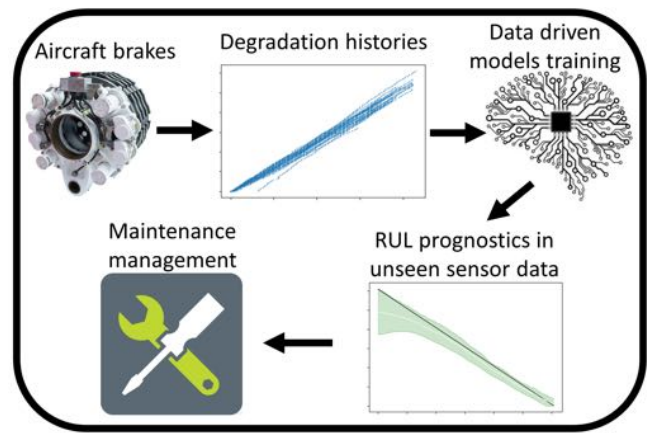 Aircraft brakes
Degradation histories
Data driven
models training
RUL prognostics in
unseen sensor data
Maintenance
management